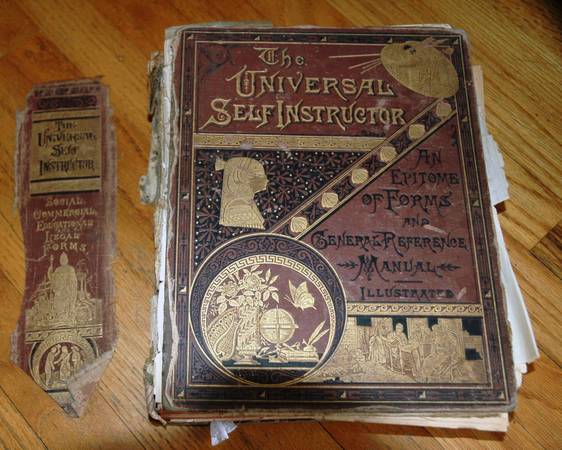 THE
UNIVERSAL
SELF
INSTRUCTOR
SOCIAL
COMMERCIAL
EDUCATIONAL
LEGAL
FORMS
The
UNIVERSAL
SELF INSTRUCTOR
AN
EPITOME
OF FORMS
AND
GENERAL REFERENCE
MANUAL
ILLUSTRATED